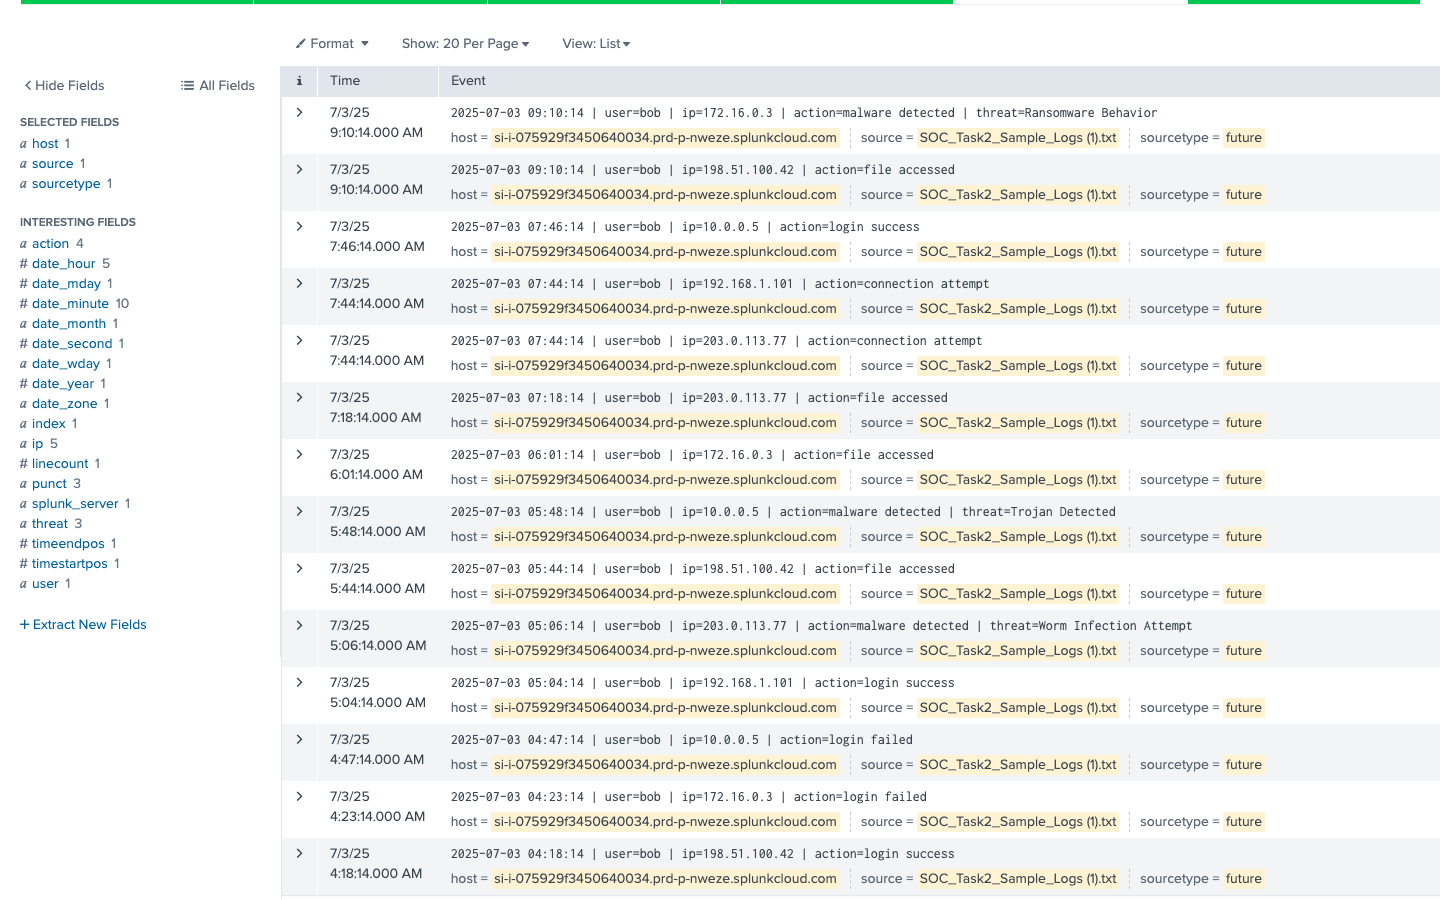 Format
Show: 20 Per Page
View: List
Hide Fields
All Fields
SELECTED FIELDS
a host 1
a source 1
a sourcetype 1
INTERESTING FIELDS
a action 4
# date_hour 5
# date_mday 1
# date_minute 10
a date_month 1
# date_second 1
a date_wday 1
# date_year 1
a date_zone 1
a index 1
a ip 5
# linecount 1
a punct 3
a splunk_server 1
a threat 3
# timeendpos 1
# timestartpos 1
a user 1
+ Extract New Fields
i Time Event
7/3/25 2025-07-03 09:10:14 | user=bob | ip=172.16.0.3 | action=malware detected | threat=Ransomware Behavior
9:10:14.000 AM host = si-i-075929f3450640034.prd-p-nweze.splunkcloud.com source = SOC_Task2_Sample_Logs (1).txt sourcetype = future
7/3/25 2025-07-03 09:10:14 | user=bob | ip=198.51.100.42 | action=file accessed
9:10:14.000 AM host = si-i-075929f3450640034.prd-p-nweze.splunkcloud.com source = SOC_Task2_Sample_Logs (1).txt sourcetype = future
7/3/25 2025-07-03 07:46:14 | user=bob | ip=10.0.0.5 | action=login success
7:46:14.000 AM host = si-i-075929f3450640034.prd-p-nweze.splunkcloud.com source = SOC_Task2_Sample_Logs (1).txt sourcetype = future
7/3/25 2025-07-03 07:44:14 | user=bob | ip=192.168.1.101 | action=connection attempt
7:44:14.000 AM host = si-i-075929f3450640034.prd-p-nweze.splunkcloud.com source = SOC_Task2_Sample_Logs (1).txt sourcetype = future
7/3/25 2025-07-03 07:44:14 | user=bob | ip=203.0.113.77 | action=connection attempt
7:44:14.000 AM host = si-i-075929f3450640034.prd-p-nweze.splunkcloud.com source = SOC_Task2_Sample_Logs (1).txt sourcetype = future
7/3/25 2025-07-03 07:18:14 | user=bob | ip=203.0.113.77 | action=file accessed
7:18:14.000 AM host = si-i-075929f3450640034.prd-p-nweze.splunkcloud.com source = SOC_Task2_Sample_Logs (1).txt sourcetype = future
7/3/25 2025-07-03 06:01:14 | user=bob | ip=172.16.0.3 | action=file accessed
6:01:14.000 AM host = si-i-075929f3450640034.prd-p-nweze.splunkcloud.com source = SOC_Task2_Sample_Logs (1).txt sourcetype = future
7/3/25 2025-07-03 05:48:14 | user=bob | ip=10.0.0.5 | action=malware detected | threat=Trojan Detected
5:48:14.000 AM host = si-i-075929f3450640034.prd-p-nweze.splunkcloud.com source = SOC_Task2_Sample_Logs (1).txt sourcetype = future
7/3/25 2025-07-03 05:44:14 | user=bob | ip=198.51.100.42 | action=file accessed
5:44:14.000 AM host = si-i-075929f3450640034.prd-p-nweze.splunkcloud.com source = SOC_Task2_Sample_Logs (1).txt sourcetype = future
7/3/25 2025-07-03 05:06:14 | user=bob | ip=203.0.113.77 | action=malware detected | threat=Worm Infection Attempt
5:06:14.000 AM host = si-i-075929f3450640034.prd-p-nweze.splunkcloud.com source = SOC_Task2_Sample_Logs (1).txt sourcetype = future
7/3/25 2025-07-03 05:04:14 | user=bob | ip=192.168.1.101 | action=login success
5:04:14.000 AM host = si-i-075929f3450640034.prd-p-nweze.splunkcloud.com source = SOC_Task2_Sample_Logs (1).txt sourcetype = future
7/3/25 2025-07-03 04:47:14 | user=bob | ip=10.0.0.5 | action=login failed
4:47:14.000 AM host = si-i-075929f3450640034.prd-p-nweze.splunkcloud.com source = SOC_Task2_Sample_Logs (1).txt sourcetype = future
7/3/25 2025-07-03 04:23:14 | user=bob | ip=172.16.0.3 | action=login failed
4:23:14.000 AM host = si-i-075929f3450640034.prd-p-nweze.splunkcloud.com source = SOC_Task2_Sample_Logs (1).txt sourcetype = future
7/3/25 2025-07-03 04:18:14 | user=bob | ip=198.51.100.42 | action=login success
4:18:14.000 AM host = si-i-075929f3450640034.prd-p-nweze.splunkcloud.com source = SOC_Task2_Sample_Logs (1).txt sourcetype = future